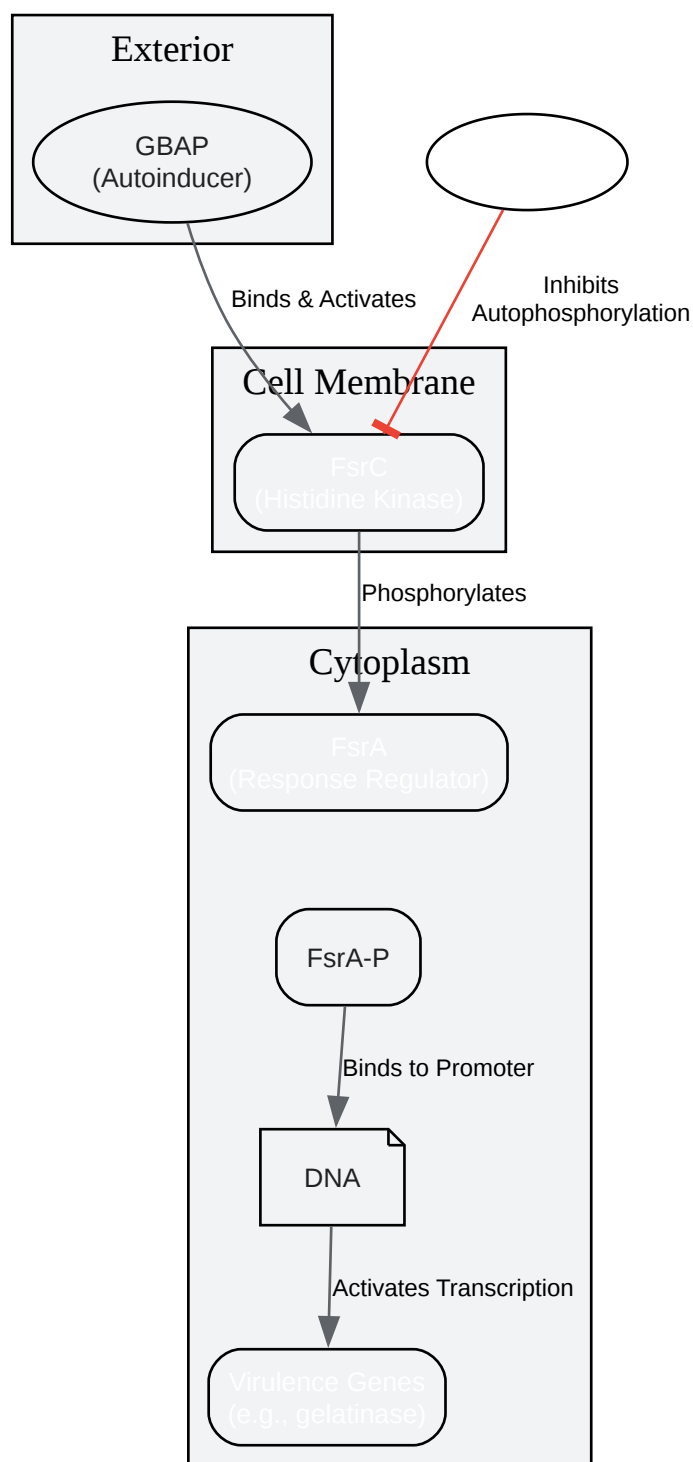 Exterior
GBAP
(Autoinducer)
Binds & Activates
Inhibits
Autophosphorylation
Cell Membrane
FsrC
(Histidine Kinase)
Phosphorylates
Cytoplasm
FsrA
(Response Regulator)
FsrA-P
Binds to Promoter
DNA
Activates Transcription
Virulence Genes
(e.g., gelatinase)